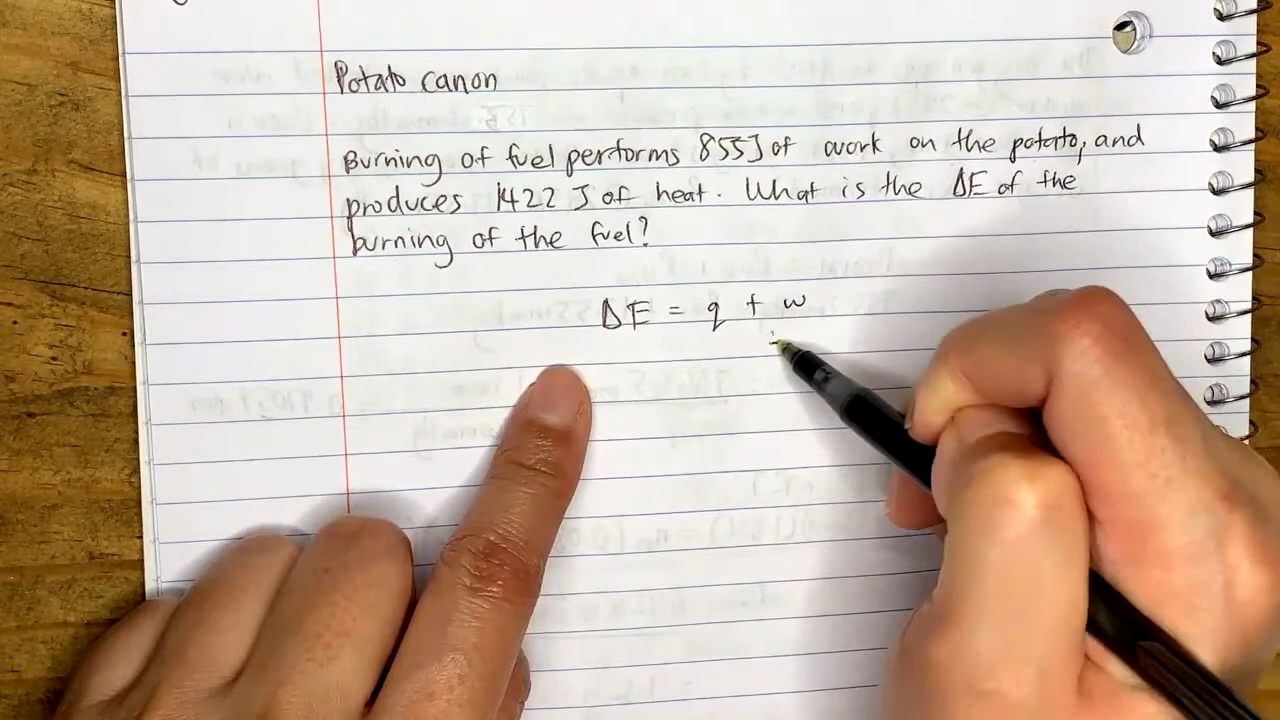 Potato canon
Burning of fuel performs 855J of work on the potato, and
produces 1422 J of heat. What is the ΔE of the
burning of the fuel?
ΔE = q + w